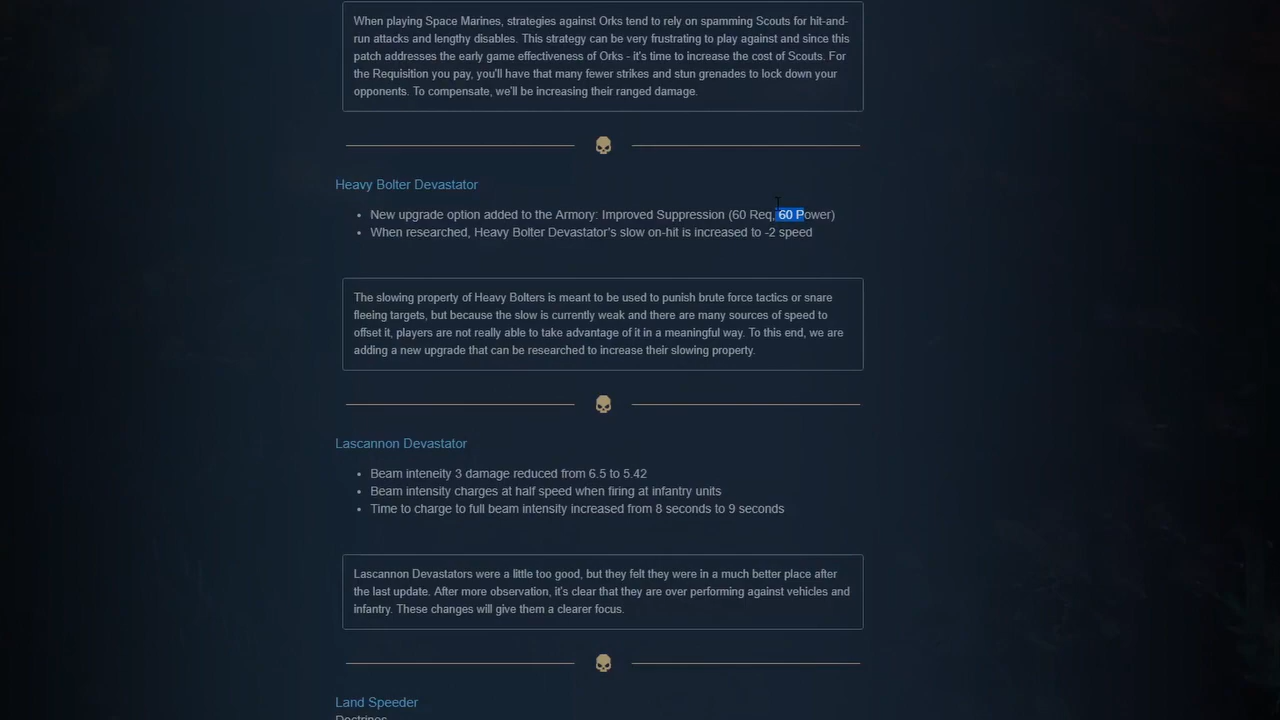 When playing Space Marines, strategies against Orks tend to rely on spamming Scouts for hit-and-
run attacks and lengthy disables. This strategy can be very frustrating to play against and since this
patch addresses the early game effectiveness of Orks - it's time to increase the cost of Scouts. For
the Requisition you pay, you'll have that many fewer strikes and stun grenades to lock down your
opponents. To compensate, we'll be increasing their ranged damage.
Heavy Bolter Devastator
• New upgrade option added to the Armory: Improved Suppression (60 Req, 60 Power)
• When researched, Heavy Bolter Devastator's slow on-hit is increased to -2 speed
The slowing property of Heavy Bolters is meant to be used to punish brute force tactics or snare
fleeing targets, but because the slow is currently weak and there are many sources of speed to
offset it, players are not really able to take advantage of it in a meaningful way. To this end, we are
adding a new upgrade that can be researched to increase their slowing property.
Lascannon Devastator
• Beam inteneity 3 damage reduced from 6.5 to 5.42
• Beam intensity charges at half speed when firing at infantry units
• Time to charge to full beam intensity increased from 8 seconds to 9 seconds
Lascannon Devastators were a little too good, but they felt they were in a much better place after
the last update. After more observation, it's clear that they are over performing against vehicles and
infantry. These changes will give them a clearer focus.
Land Speeder
Doctrines